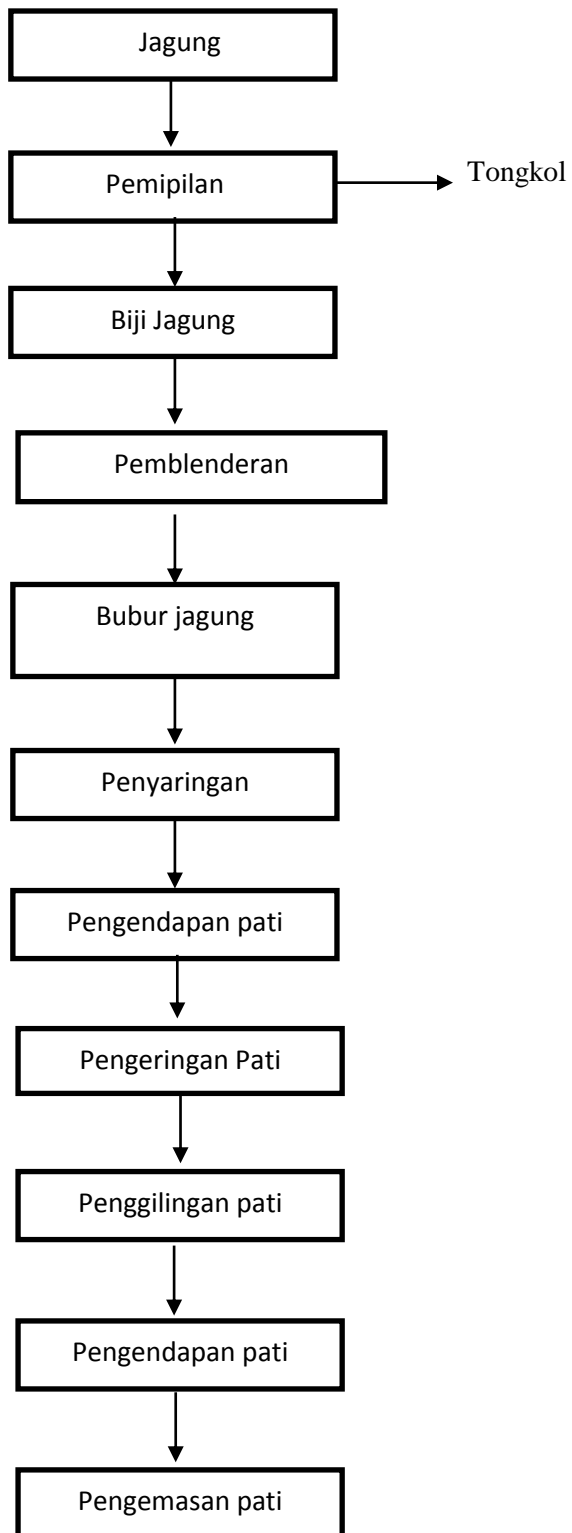 Jagung
Pemipilan
Tongkol
Biji Jagung
Pemblenderan
Bubur jagung
Penyaringan
Pengendapan pati
Pengeringan Pati
Penggilingan pati
Pengendapan pati
Pengemasan pati